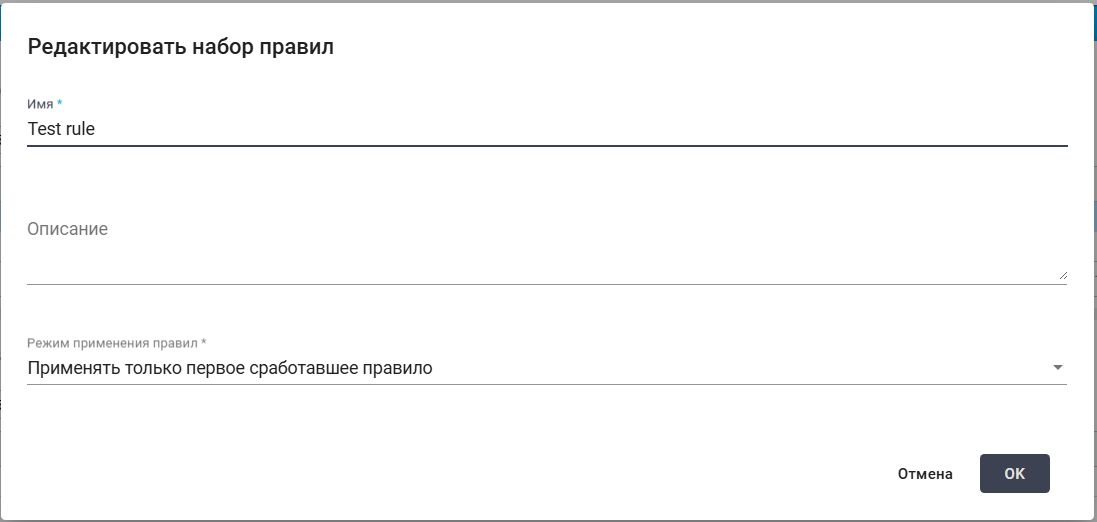 Редактировать набор правил
Имя *
Test rule
Описание
Режим применения правил *
Применять только первое сработавшее правило
Отмена
OK